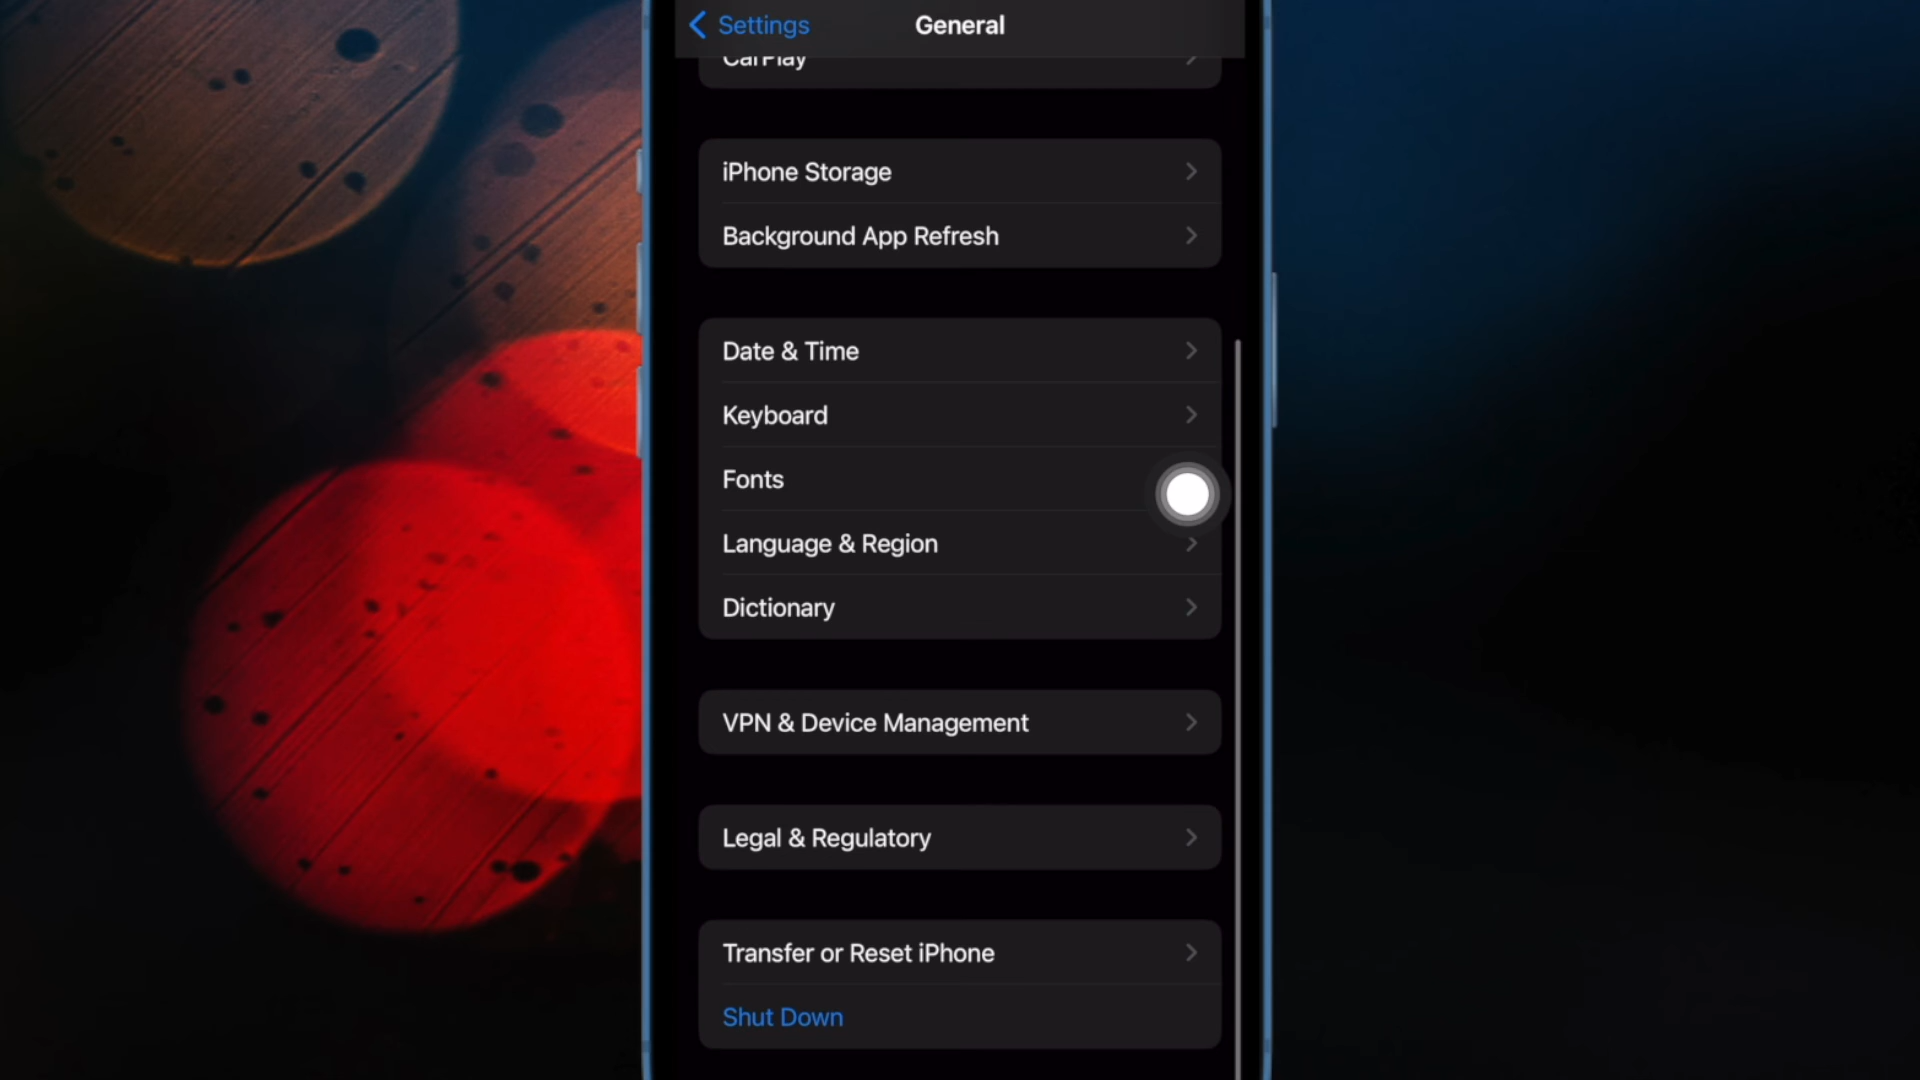 Settings
General
CarPlay
iPhone Storage
Background App Refresh
Date & Time
Keyboard
Fonts
Language & Region
Dictionary
VPN & Device Management
Legal & Regulatory
Transfer or Reset iPhone
Shut Down